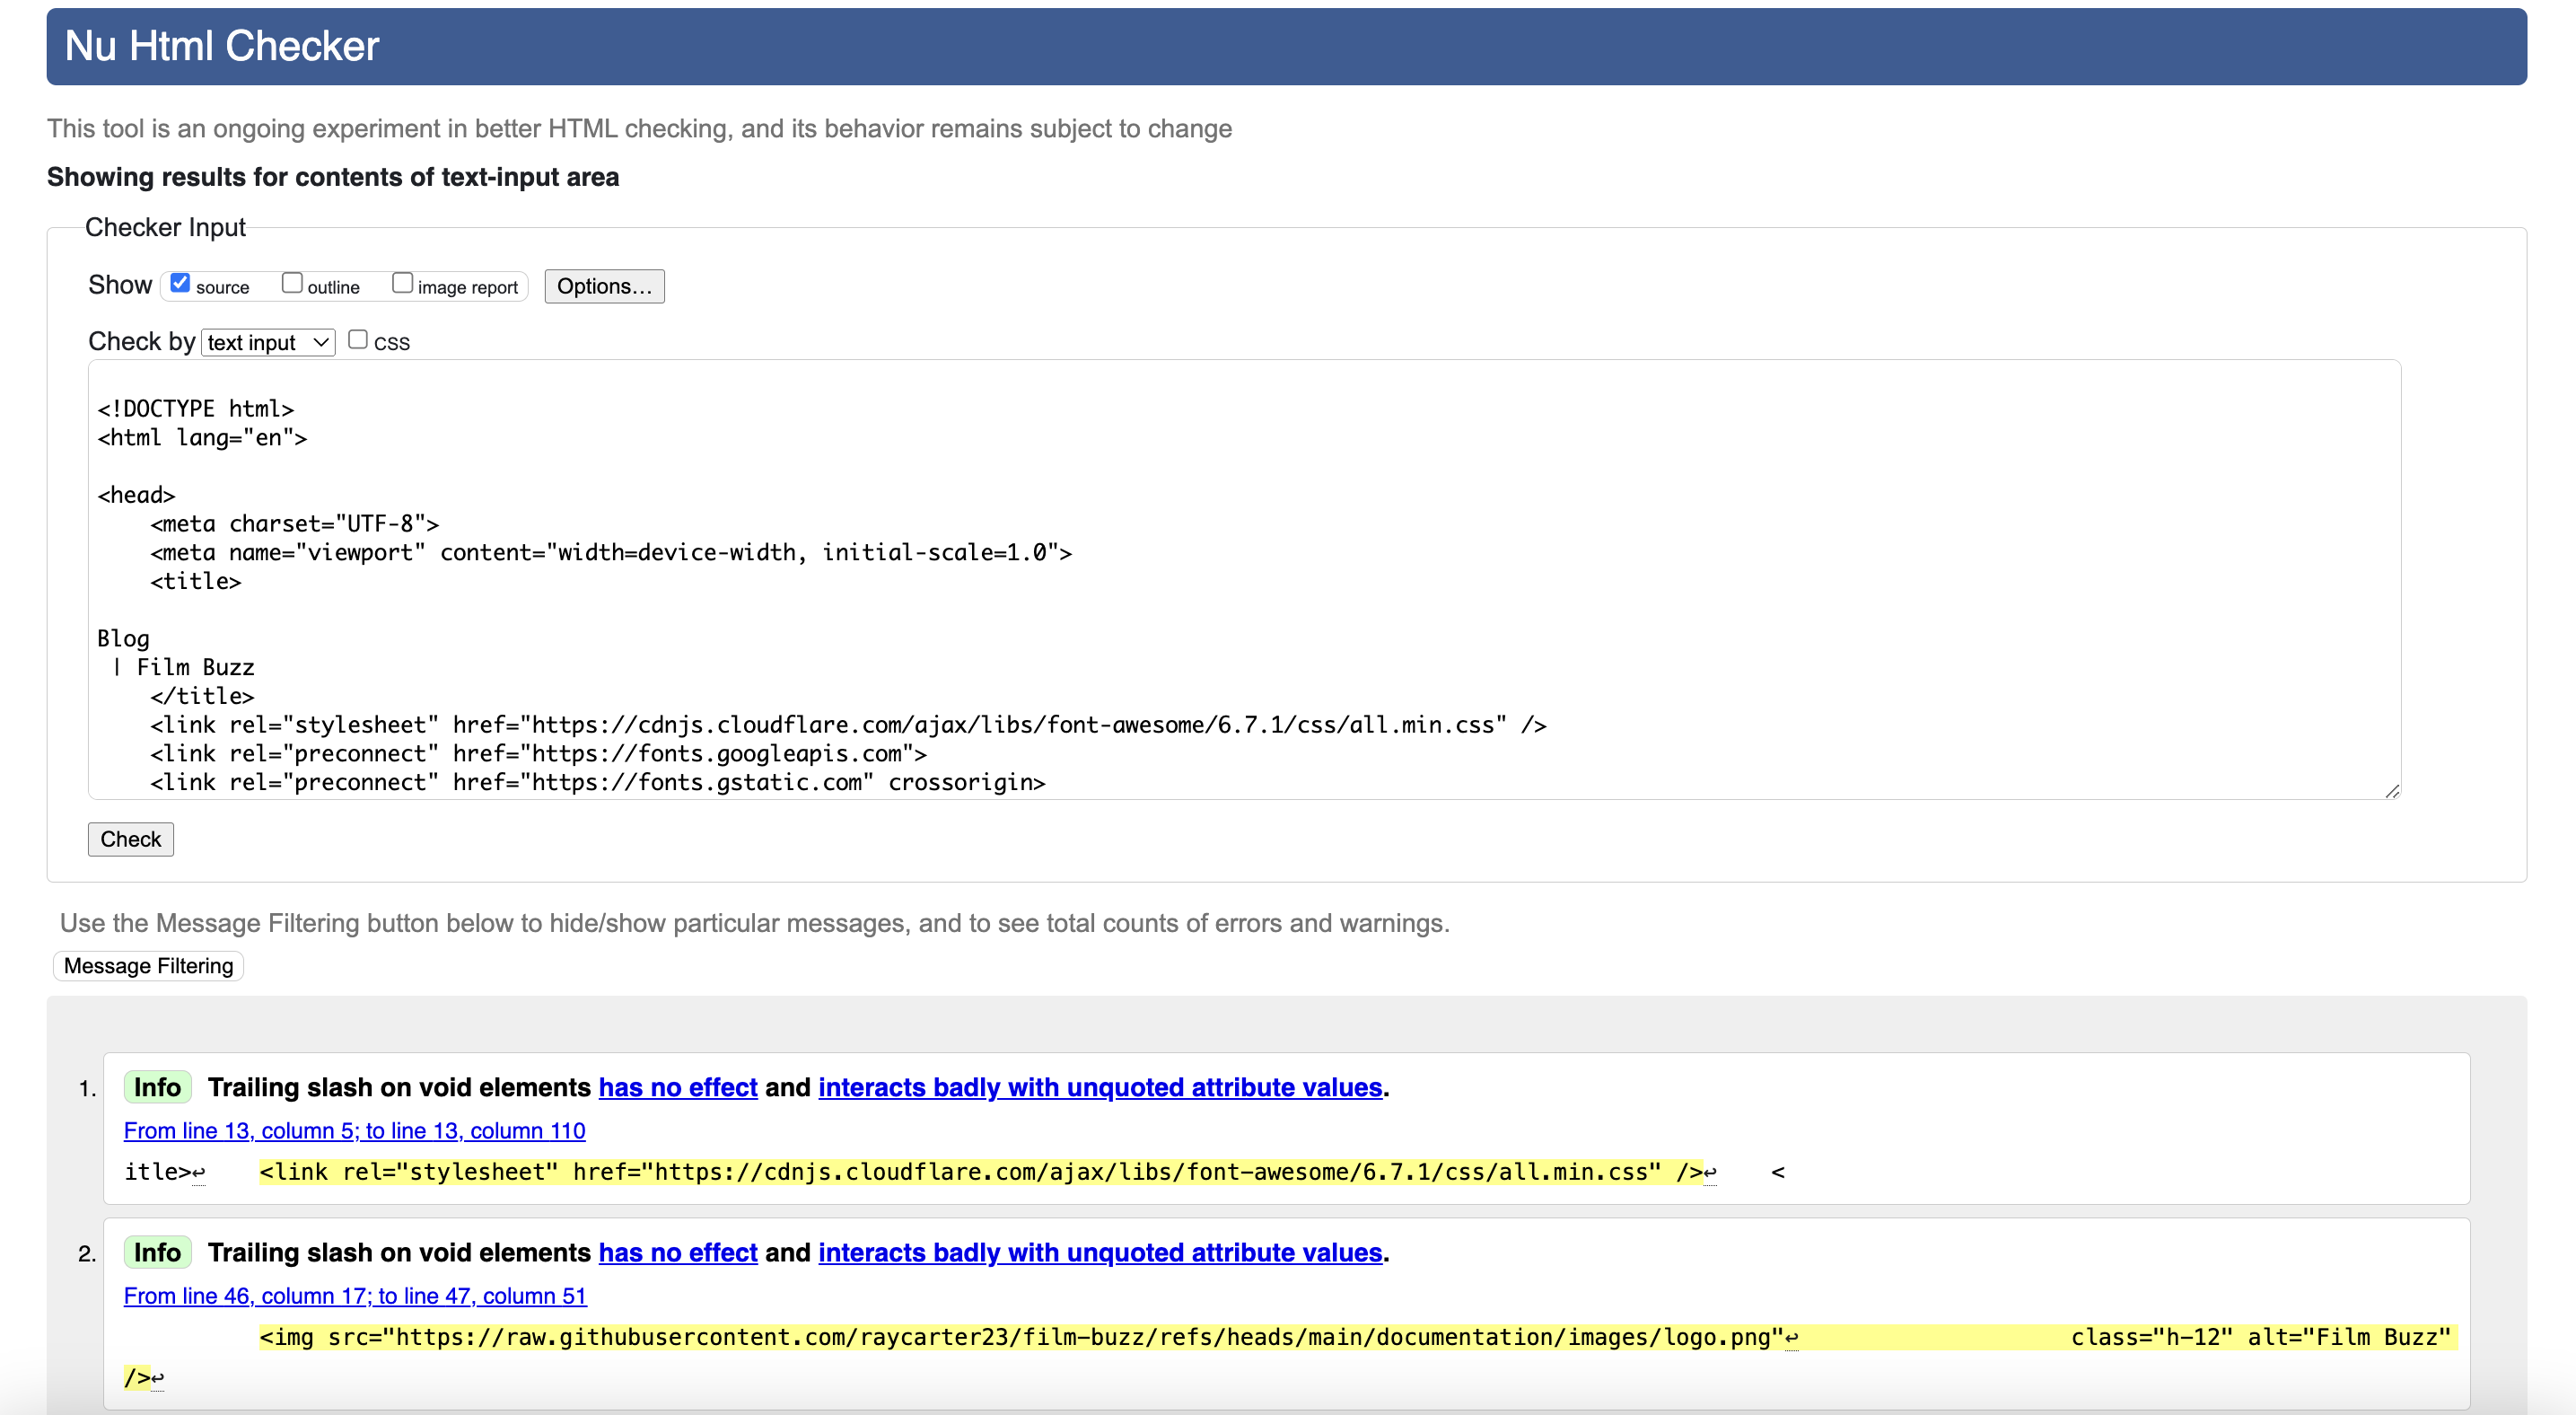 Nu Html Checker
This tool is an ongoing experiment in better HTML checking, and its behavior remains subject to change
Showing results for contents of text-input area
Checker Input
Show source outline image report Options...
Check by text input CSS
<!DOCTYPE html>
<html lang="en">
<head>
    <meta charset="UTF-8">
    <meta name="viewport" content="width=device-width, initial-scale=1.0">
    <title>
Blog
 | Film Buzz
    </title>
    <link rel="stylesheet" href="https://cdnjs.cloudflare.com/ajax/libs/font-awesome/6.7.1/css/all.min.css" />
    <link rel="preconnect" href="https://fonts.googleapis.com">
    <link rel="preconnect" href="https://fonts.gstatic.com" crossorigin>
Check
Use the Message Filtering button below to hide/show particular messages, and to see total counts of errors and warnings.
Message Filtering
1. Info Trailing slash on void elements has no effect and interacts badly with unquoted attribute values.
From line 13, column 5; to line 13, column 110
itle>↩    <link rel="stylesheet" href="https://cdnjs.cloudflare.com/ajax/libs/font-awesome/6.7.1/css/all.min.css" />↩    <
2. Info Trailing slash on void elements has no effect and interacts badly with unquoted attribute values.
From line 46, column 17; to line 47, column 51
<img src="https://raw.githubusercontent.com/raycarter23/film-buzz/refs/heads/main/documentation/images/logo.png"↩ class="h-12" alt="Film Buzz"
/>↩